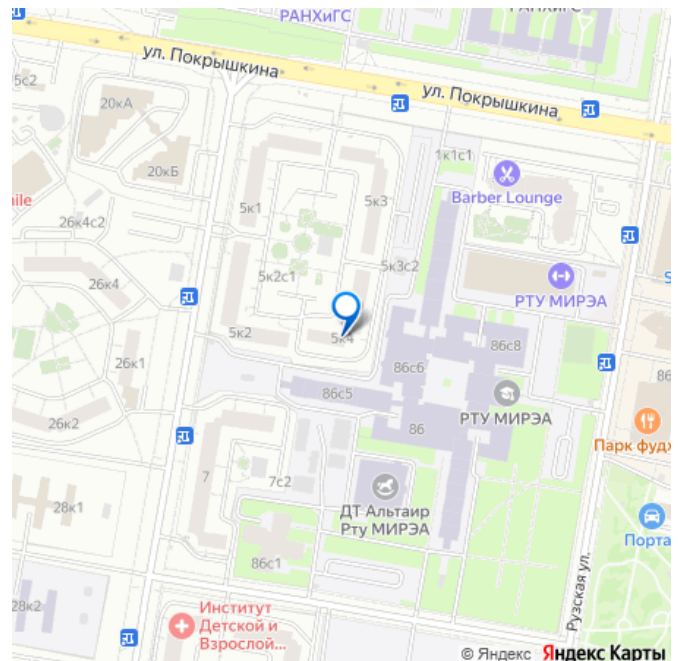 РАНХиГС
РАНХиГС
ул. Покрышкина
ул. Покрышкина
5с2
20кА
20кБ
1к1с1
Barber Lounge
5к1
5к3
26к4с2
5к2с1
5к3с2
26к4
РТУ МИРЭА
5к2
5к4
86с8
26к1
86с6
86с5
РТУ МИРЭА
26к2
86
Парк фудх
7
7с2
28к1
ДТ Альтаир
Рту МИРЭА
Порта
86с1
Рузская ул.
28к2
Институт
Детской и
Взрослой...
© Яндекс Яндекс Карты